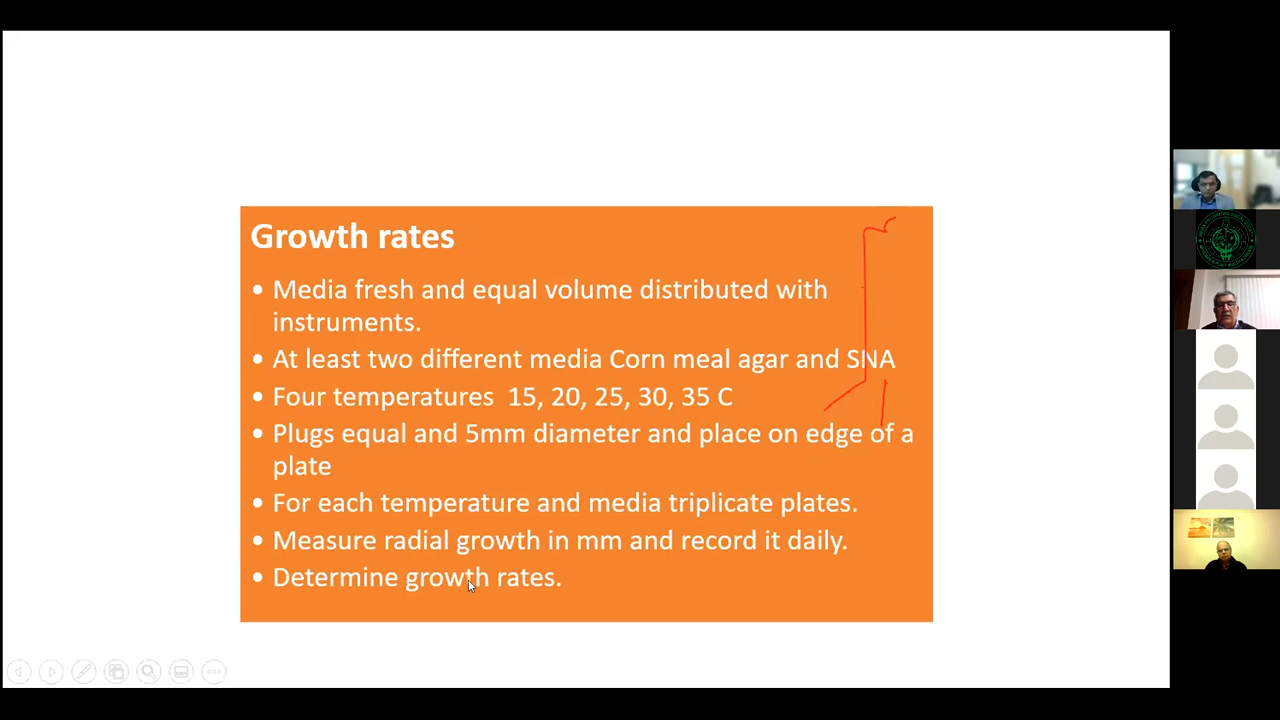 Growth rates
• Media fresh and equal volume distributed with
instruments.
• At least two different media Corn meal agar and SNA
• Four temperatures 15, 20, 25, 30, 35 C
• Plugs equal and 5mm diameter and place on edge of a
plate
• For each temperature and media triplicate plates.
• Measure radial growth in mm and record it daily.
• Determine growth rates.